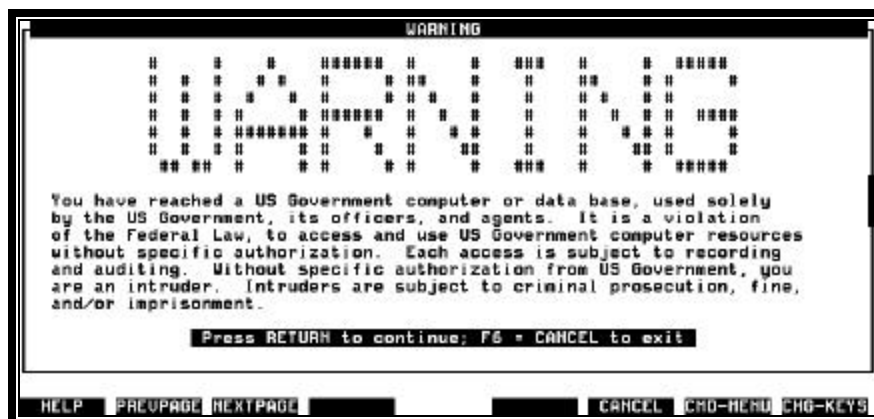 WARNING
WARNING
You have reached a US Government computer or data base, used solely
by the US Government, its officers, and agents. It is a violation
of the Federal Law, to access and use US Government computer resources
without specific authorization. Each access is subject to recording
and auditing. Without specific authorization from US Government, you
are an intruder. Intruders are subject to criminal prosecution, fine,
and/or imprisonment.
Press RETURN to continue; F6 = CANCEL to exit
HELP PREVPAGE NEXTPAGE CANCEL CMD-MENU CHG-KEYS